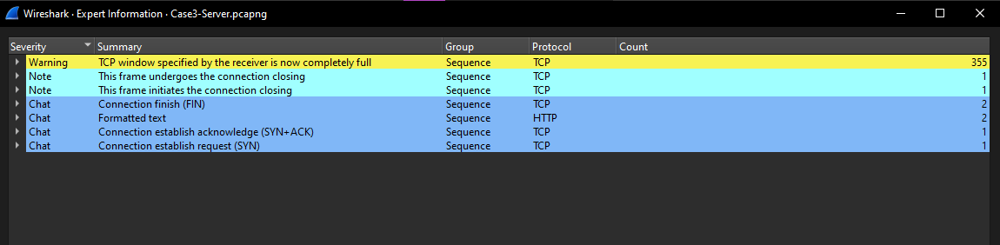 Wireshark · Expert Information · Case3-Server.pcapng
Severity Summary Group Protocol Count
Warning TCP window specified by the receiver is now completely full Sequence TCP 355
Note This frame undergoes the connection closing Sequence TCP 1
Note This frame initiates the connection closing Sequence TCP 1
Chat Connection finish (FIN) Sequence TCP 2
Chat Formatted text Sequence HTTP 2
Chat Connection establish acknowledge (SYN+ACK) Sequence TCP 1
Chat Connection establish request (SYN) Sequence TCP 1